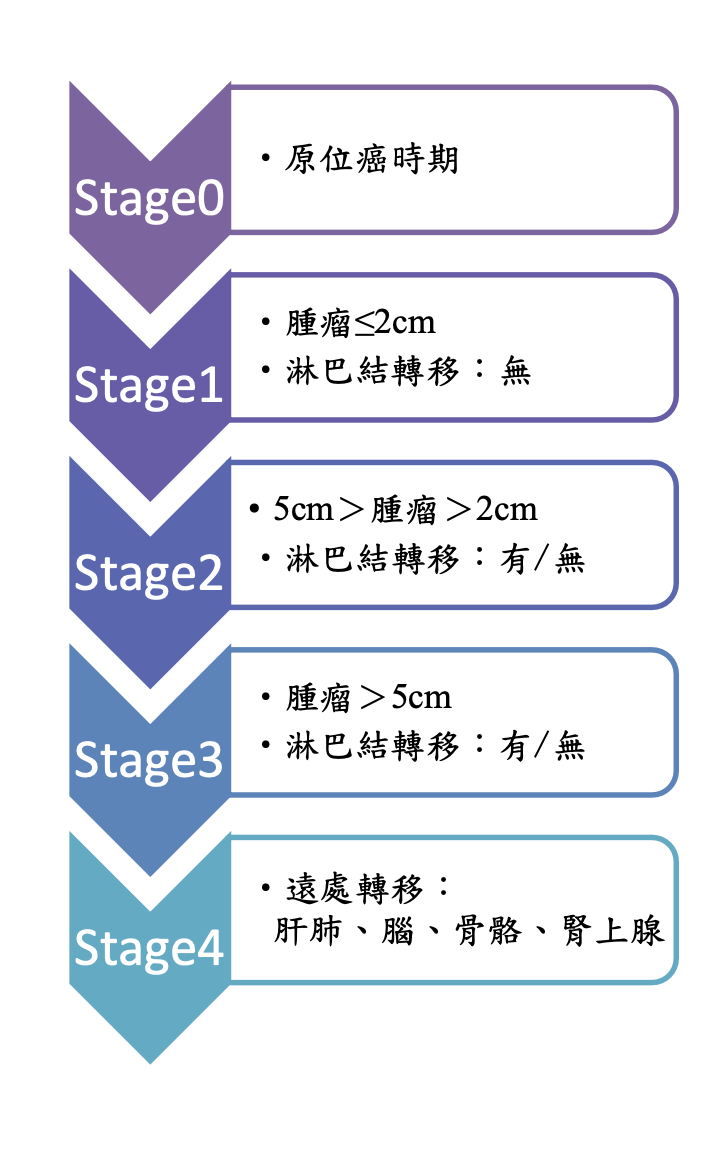 Stage0
・原位癌時期
Stage1
・腫瘤≤2cm
・淋巴結轉移：無
Stage2
• 5cm＞腫瘤＞2cm
・淋巴結轉移：有/無
Stage3
・腫瘤＞5cm
・淋巴結轉移：有/無
Stage4
・遠處轉移：
肝肺、腦、骨骼、腎上腺